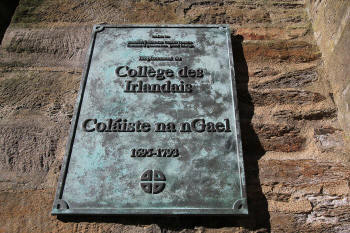 Emplacement du
Collège des
Irlandais
Coláiste na nGael
1695-1793